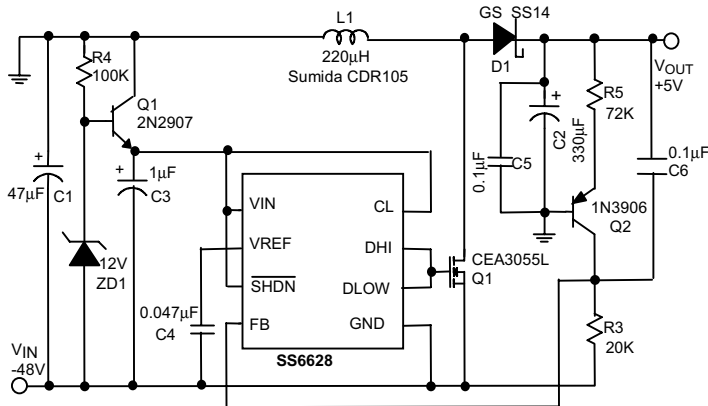 L1
220µH
Sumida CDR105
GS SS14
D1
VOUT
+5V
R4
100K
Q1
2N2907
+
47µF
C1
+
1µF
C3
12V
ZD1
VIN
VREF
SHDN
FB
CL
DHI
DLOW
GND
SS6628
0.047µF
C4
CEA3055L
Q1
0.1µF
C5
+
C2
330µF
R5
72K
0.1µF
C6
1N3906
Q2
R3
20K
VIN
-48V